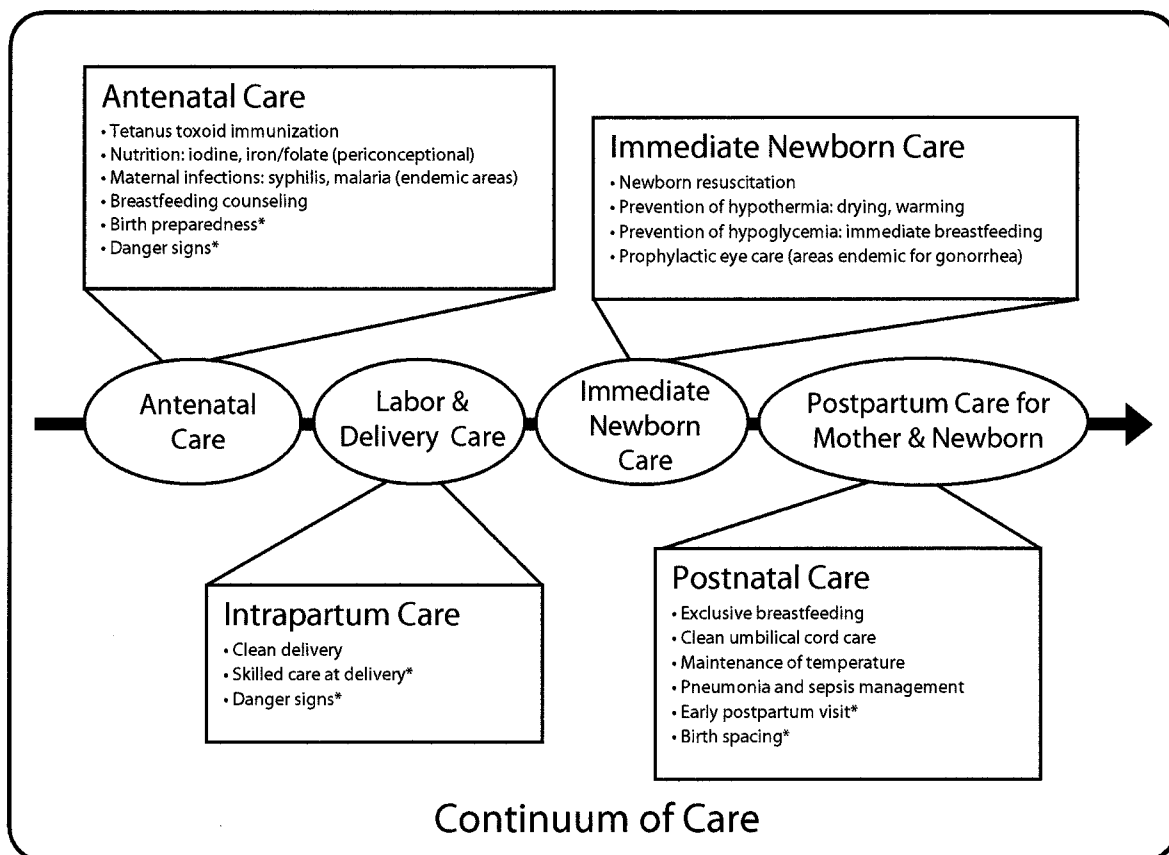 Antenatal Care
• Tetanus toxoid immunization
• Nutrition: iodine, iron/folate (periconceptional)
• Maternal infections: syphilis, malaria (endemic areas)
• Breastfeeding counseling
• Birth preparedness*
• Danger signs*
Immediate Newborn Care
• Newborn resuscitation
• Prevention of hypothermia: drying, warming
• Prevention of hypoglycemia: immediate breastfeeding
• Prophylactic eye care (areas endemic for gonorrhea)
Antenatal
Care
Labor &
Delivery Care
Immediate
Newborn
Care
Postpartum Care for
Mother & Newborn
Intrapartum Care
• Clean delivery
• Skilled care at delivery*
• Danger signs*
Postnatal Care
• Exclusive breastfeeding
• Clean umbilical cord care
• Maintenance of temperature
• Pneumonia and sepsis management
• Early postpartum visit*
• Birth spacing*
Continuum of Care